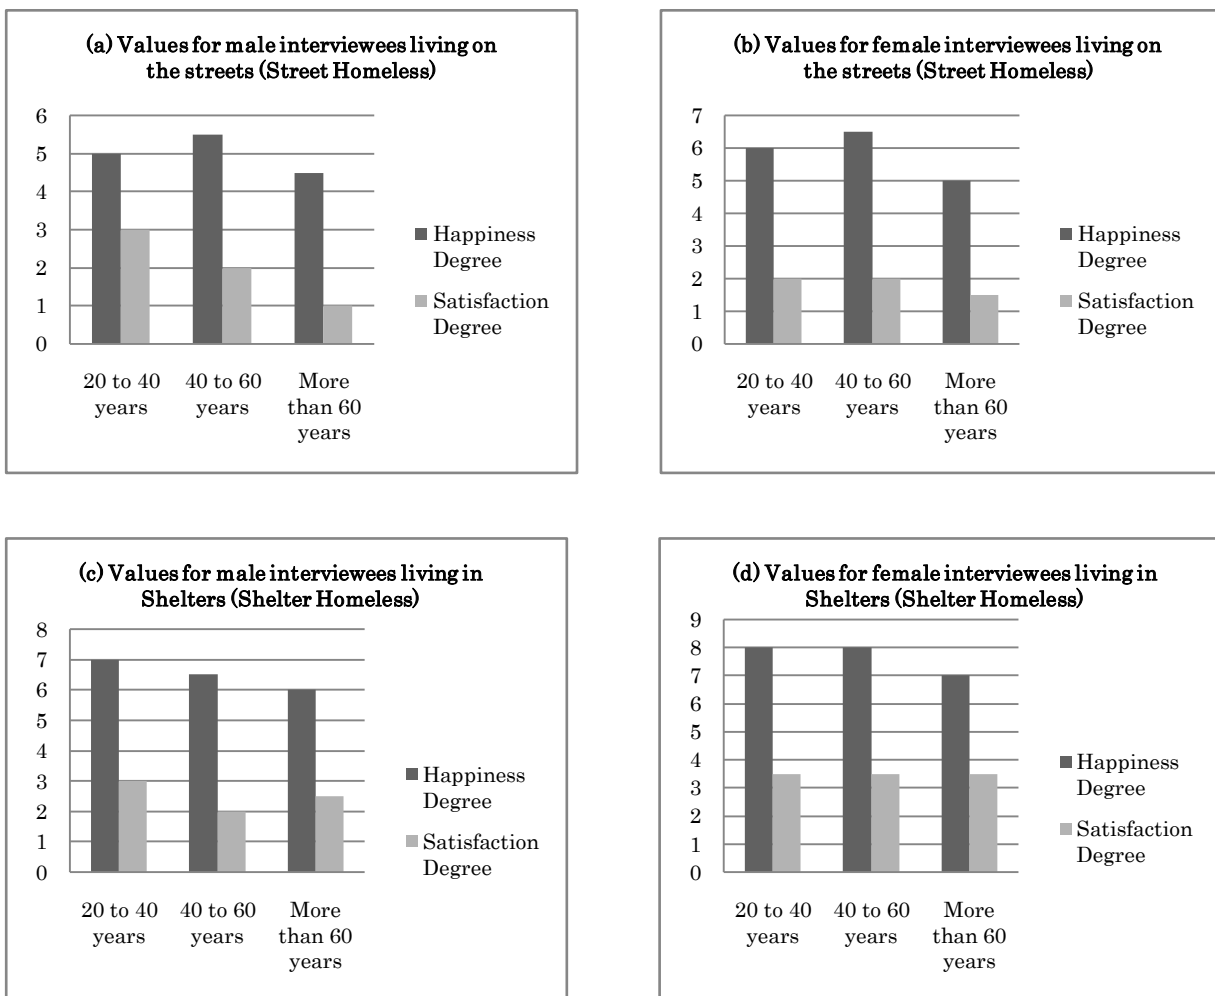 (a) Values for male interviewees living on
the streets (Street Homeless)
6
5
4
3
2
1
0
Happiness
Degree
Satisfaction
Degree
20 to 40
years
40 to 60
years
More
than 60
years
(b) Values for female interviewees living on
the streets (Street Homeless)
7
6
5
4
3
2
1
0
Happiness
Degree
Satisfaction
Degree
20 to 40
years
40 to 60
years
More
than 60
years
(c) Values for male interviewees living in
Shelters (Shelter Homeless)
8
7
6
5
4
3
2
1
0
Happiness
Degree
Satisfaction
Degree
20 to 40
years
40 to 60
years
More
than 60
years
(d) Values for female interviewees living in
Shelters (Shelter Homeless)
9
8
7
6
5
4
3
2
1
0
Happiness
Degree
Satisfaction
Degree
20 to 40
years
40 to 60
years
More
than 60
years